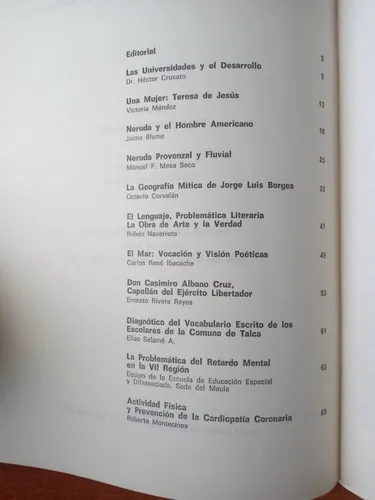 Editorial 3
Las Universidades y el Desarrollo 5
Dr. Héctor Croxato
Una Mujer: Teresa de Jesús 13
Victoria Méndez
Neruda y el Hombre Americano 19
Jaime Blume
Neruda Provenzal y Fluvial 25
Manuel F. Mesa Seco
La Geografía Mítica de Jorge Luis Borges 33
Octavio Corvalán
El Lenguaje, Problemática Literaria
La Obra de Arte y la Verdad 41
Rubén Navarrete
El Mar: Vocación y Visión Poéticas 49
Carlos René Ibacache
Don Casimiro Albano Cruz,
Capellán del Ejército Libertador 53
Ernesto Rivera Reyes
Diagnótico del Vocabulario Escrito de los
Escolares de la Comuna de Talca 61
Elías Salamé A.
La Problemática del Retardo Mental
en la VII Región 65
Equipo de la Escuela de Educación Especial
y Diferenciada. Sede del Maule
Actividad Física
y Prevención de la Cardiopatía Coronaria 69
Roberto Montecinos